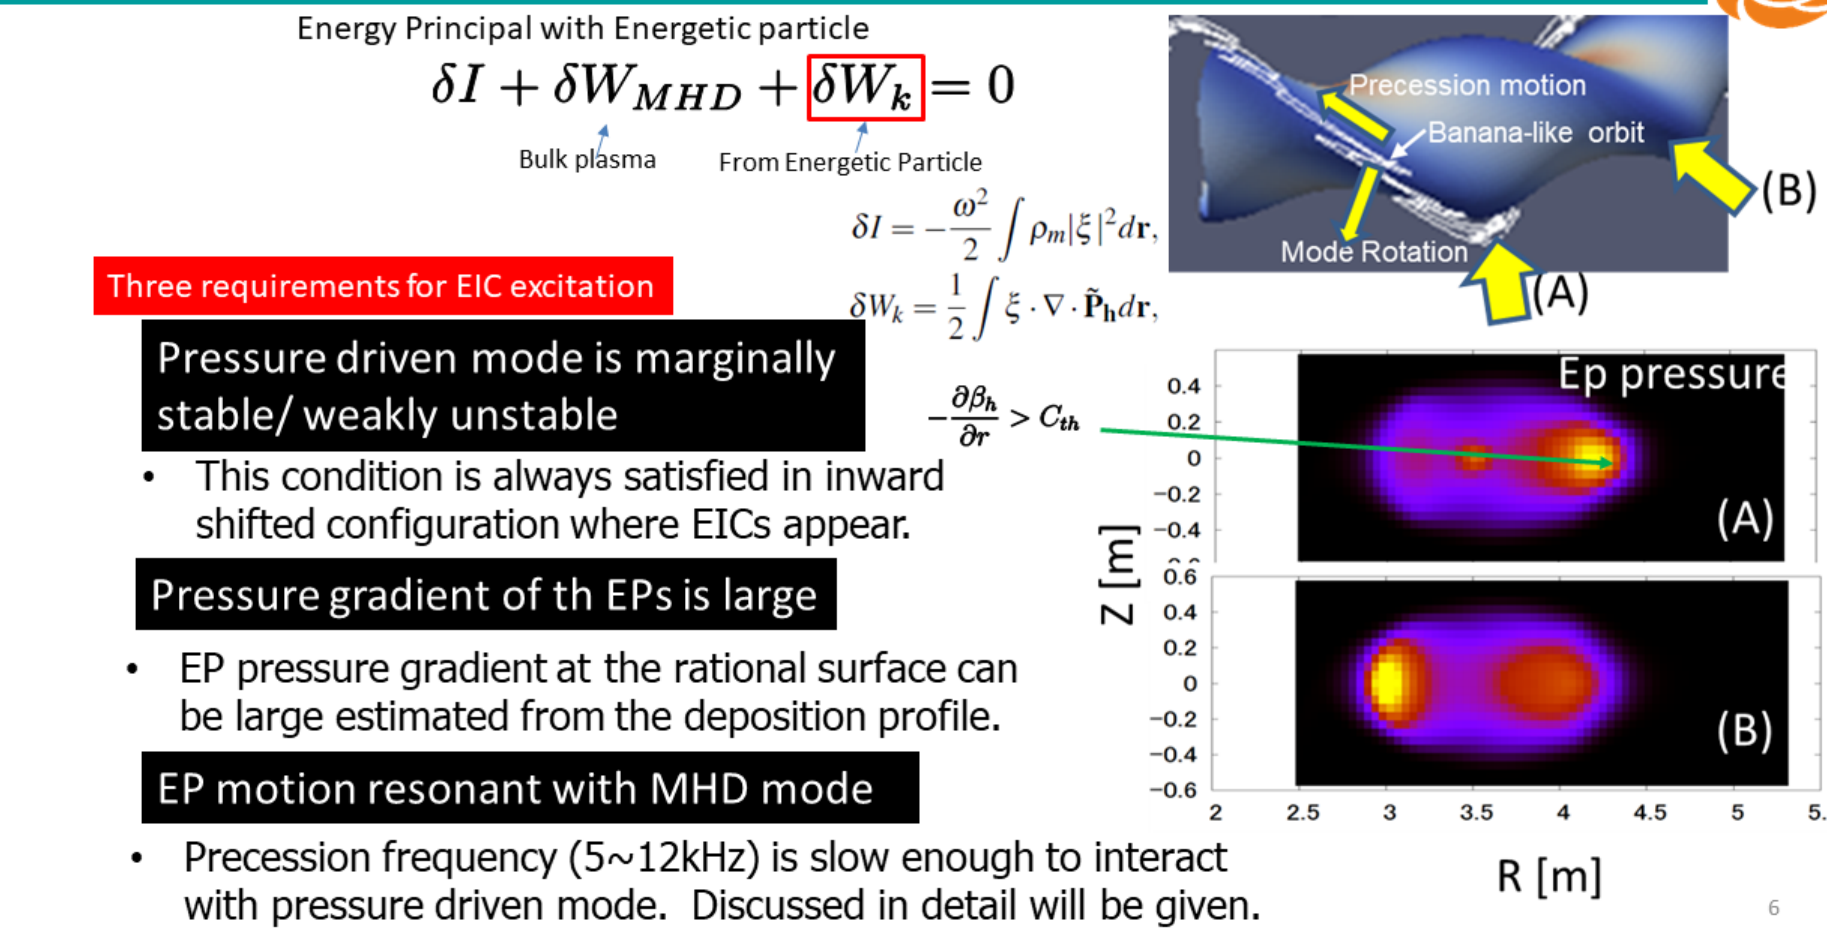 Energy Principal with Energetic particle
δI + δW_MHD + δW_k = 0
Bulk plasma
From Energetic Particle
δI = −ω²/2 ∫ ρ_m|ξ|²d𝐫,
δW_k = 1/2 ∫ ξ · ∇ · P̃_h d𝐫,
Three requirements for EIC excitation
Pressure driven mode is marginally
stable/ weakly unstable
−∂β_h/∂r > C_th
• This condition is always satisfied in inward
shifted configuration where EICs appear.
Pressure gradient of th EPs is large
• EP pressure gradient at the rational surface can
be large estimated from the deposition profile.
EP motion resonant with MHD mode
• Precession frequency (5~12kHz) is slow enough to interact
with pressure driven mode. Discussed in detail will be given.
Precession motion
Banana-like orbit
(B)
Mode Rotation
(A)
Ep pressure
0.4
0.2
0
−0.2
−0.4
(A)
Z [m]
0.6
0.4
0.2
0
−0.2
−0.4
−0.6
(B)
2 2.5 3 3.5 4 4.5 5 5.
R [m]
6